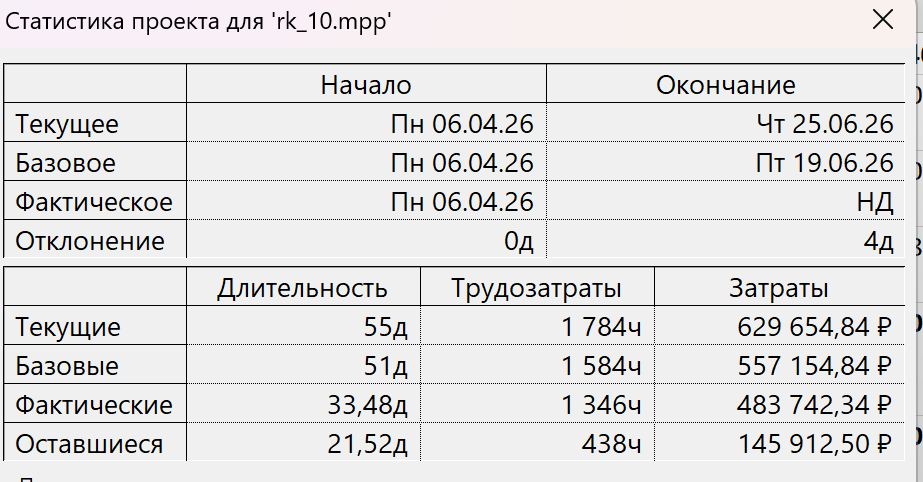 Статистика проекта для 'rk_10.mpp'
Начало Окончание
Текущее Пн 06.04.26 Чт 25.06.26
Базовое Пн 06.04.26 Пт 19.06.26
Фактическое Пн 06.04.26 НД
Отклонение 0д 4д
Длительность Трудозатраты Затраты
Текущие 55д 1 784ч 629 654,84 ₽
Базовые 51д 1 584ч 557 154,84 ₽
Фактические 33,48д 1 346ч 483 742,34 ₽
Оставшиеся 21,52д 438ч 145 912,50 ₽